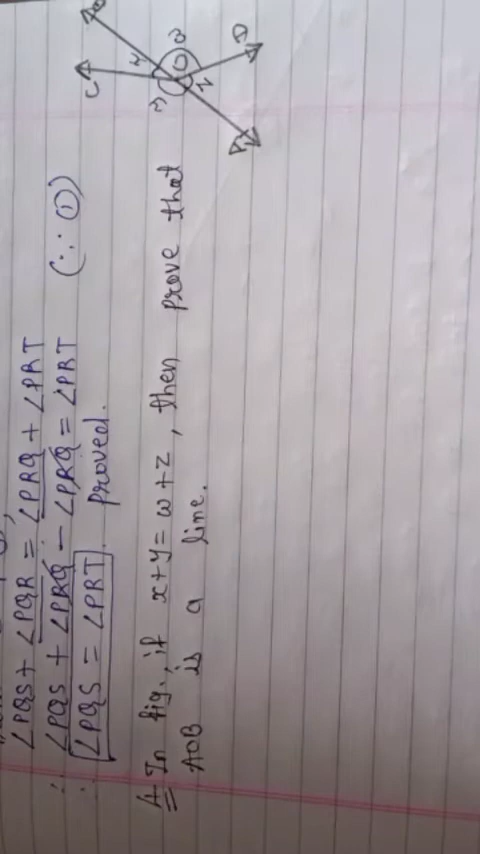 ∠PQS + ∠PQR = ∠PRQ + ∠PRT
∴ ∠PQS + ∠PRQ - ∠PRQ = ∠PRT (∵ ①)
∠PQS = ∠PRT . proved.
4 In fig., if x+y = w+z, then prove that
AOB is a line.
C
D
y
z